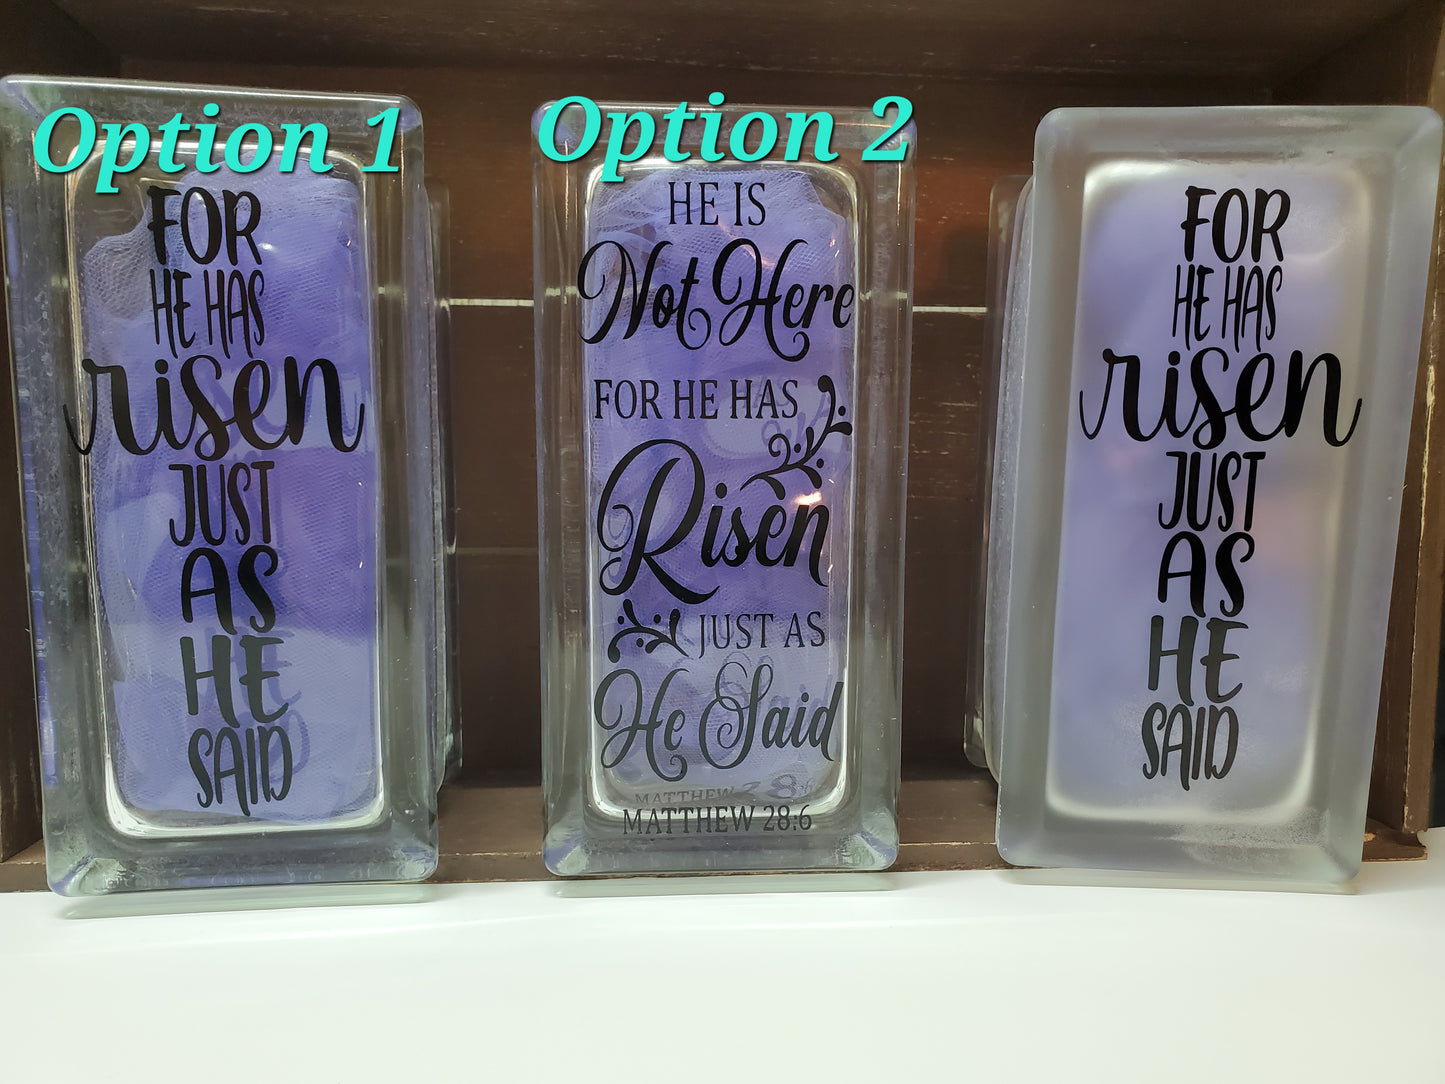 Option 1
FOR
HE HAS
risen
JUST
AS
HE
SAID
Option 2
HE IS
Not Here
FOR HE HAS
Risen
JUST AS
He Said
MATTHEW 28:6
FOR
HE HAS
risen
JUST
AS
HE
SAID